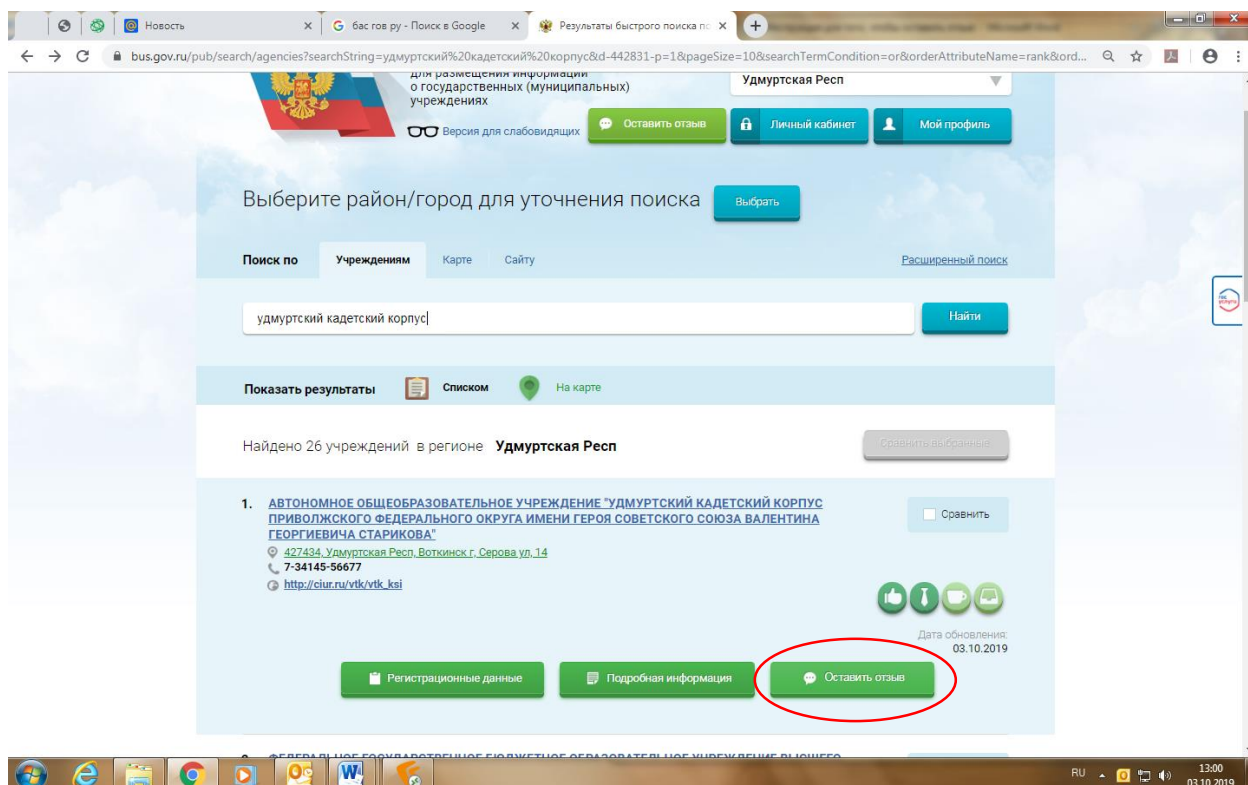 Новость
бас гов ру - Поиск в Google
Результаты быстрого поиска по
bus.gov.ru/pub/search/agencies?searchString=удмуртский%20кадетский%20корпус&d-442831-p=1&pageSize=10&searchTermCondition=or&orderAttributeName=rank&ord...
для размещения информации
о государственных (муниципальных)
учреждениях
Удмуртская Респ
Версия для слабовидящих
Оставить отзыв
Личный кабинет
Мой профиль
Выберите район/город для уточнения поиска
Выбрать
Поиск по Учреждениям Карте Сайту Расширенный поиск
удмуртский кадетский корпус
Найти
Показать результаты Списком На карте
Найдено 26 учреждений в регионе Удмуртская Респ
Сравнить выбранные
1. АВТОНОМНОЕ ОБЩЕОБРАЗОВАТЕЛЬНОЕ УЧРЕЖДЕНИЕ "УДМУРТСКИЙ КАДЕТСКИЙ КОРПУС
ПРИВОЛЖСКОГО ФЕДЕРАЛЬНОГО ОКРУГА ИМЕНИ ГЕРОЯ СОВЕТСКОГО СОЮЗА ВАЛЕНТИНА
ГЕОРГИЕВИЧА СТАРИКОВА"
Сравнить
427434, Удмуртская Респ, Воткинск г, Серова ул, 14
7-34145-56677
http://ciur.ru/vtk/vtk_ksi
Дата обновления:
03.10.2019
Регистрационные данные
Подробная информация
Оставить отзыв
ФЕДЕРАЛЬНОЕ ГОСУДАРСТВЕННОЕ БЮДЖЕТНОЕ ОБРАЗОВАТЕЛЬНОЕ УЧРЕЖДЕНИЕ ВЫСШЕГО
RU
13:00
03.10.2019